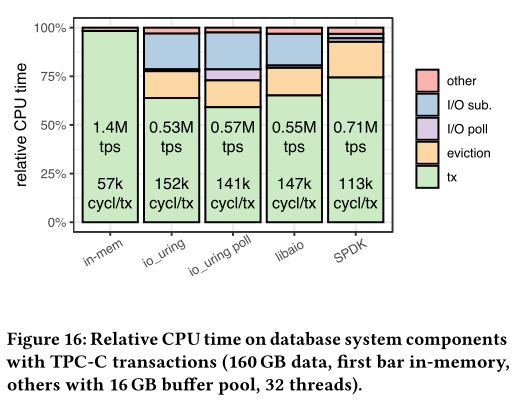 100%
75%
50%
25%
0%
relative CPU time
1.4M
tps
57k
cycl/tx
0.53M
tps
152k
cycl/tx
0.57M
tps
141k
cycl/tx
0.55M
tps
147k
cycl/tx
0.71M
tps
113k
cycl/tx
in-mem
io_uring
io_uring poll
libaio
SPDK
other
I/O sub.
I/O poll
eviction
tx
Figure 16: Relative CPU time on database system components
with TPC-C transactions (160 GB data, first bar in-memory,
others with 16 GB buffer pool, 32 threads).